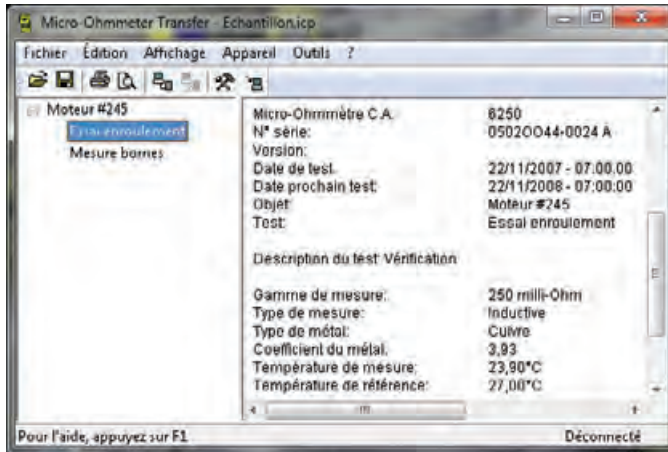 Micro-Ohmmeter Transfer - Echantillon.icp
Fichier Édition Affichage Appareil Outils ?
Moteur #245
Essai enroulement
Mesure bornes
Micro-Ohmmètre C.A. 6250
N° série: 05020044-0024 A
Version:
Date de test: 22/11/2007 - 07:00:00
Date prochain test: 22/11/2008 - 07:00:00
Objet: Moteur #245
Test: Essai enroulement
Description du test: Vérification
Gamme de mesure: 250 milli-Ohm
Type de mesure: Inductive
Type de métal: Cuivre
Coefficient du métal: 3,93
Température de mesure: 23,90°C
Température de référence: 27,00°C
Pour l'aide, appuyez sur F1 Déconnecté